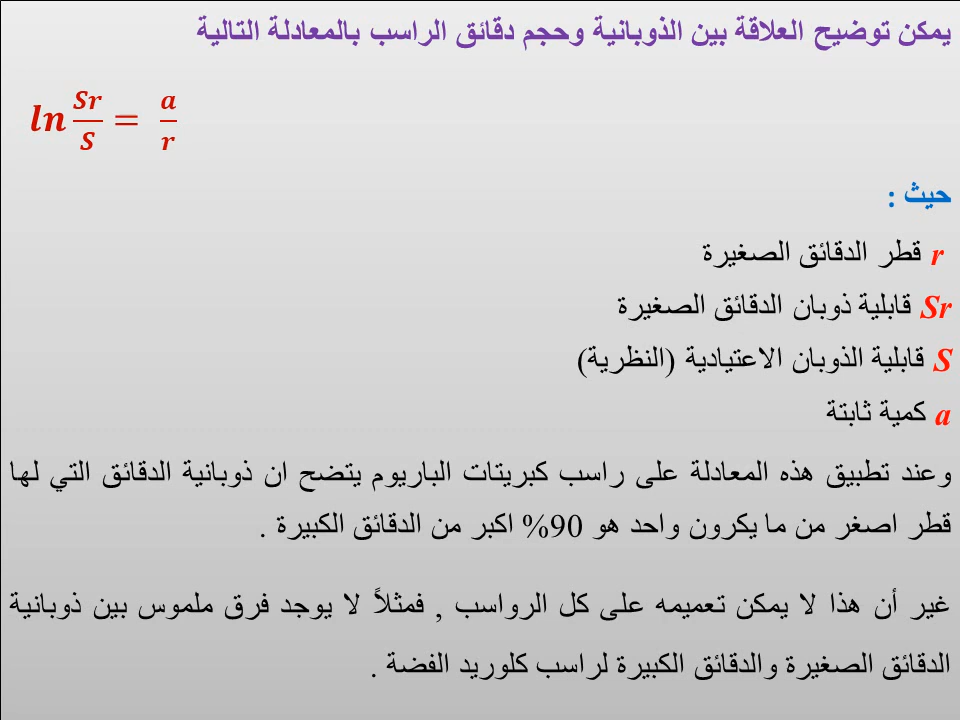 يمكن توضيح العلاقة بين الذوبانية وحجم دقائق الراسب بالمعادلة التالية
ln Sr/S = a/r
حيث :
r قطر الدقائق الصغيرة
Sr قابلية ذوبان الدقائق الصغيرة
S قابلية الذوبان الاعتيادية (النظرية)
a كمية ثابتة
وعند تطبيق هذه المعادلة على راسب كبريتات الباريوم يتضح ان ذوبانية الدقائق التي لها
قطر اصغر من ما يكرون واحد هو 90% اكبر من الدقائق الكبيرة .
غير أن هذا لا يمكن تعميمه على كل الرواسب , فمثلاً لا يوجد فرق ملموس بين ذوبانية
الدقائق الصغيرة والدقائق الكبيرة لراسب كلوريد الفضة .